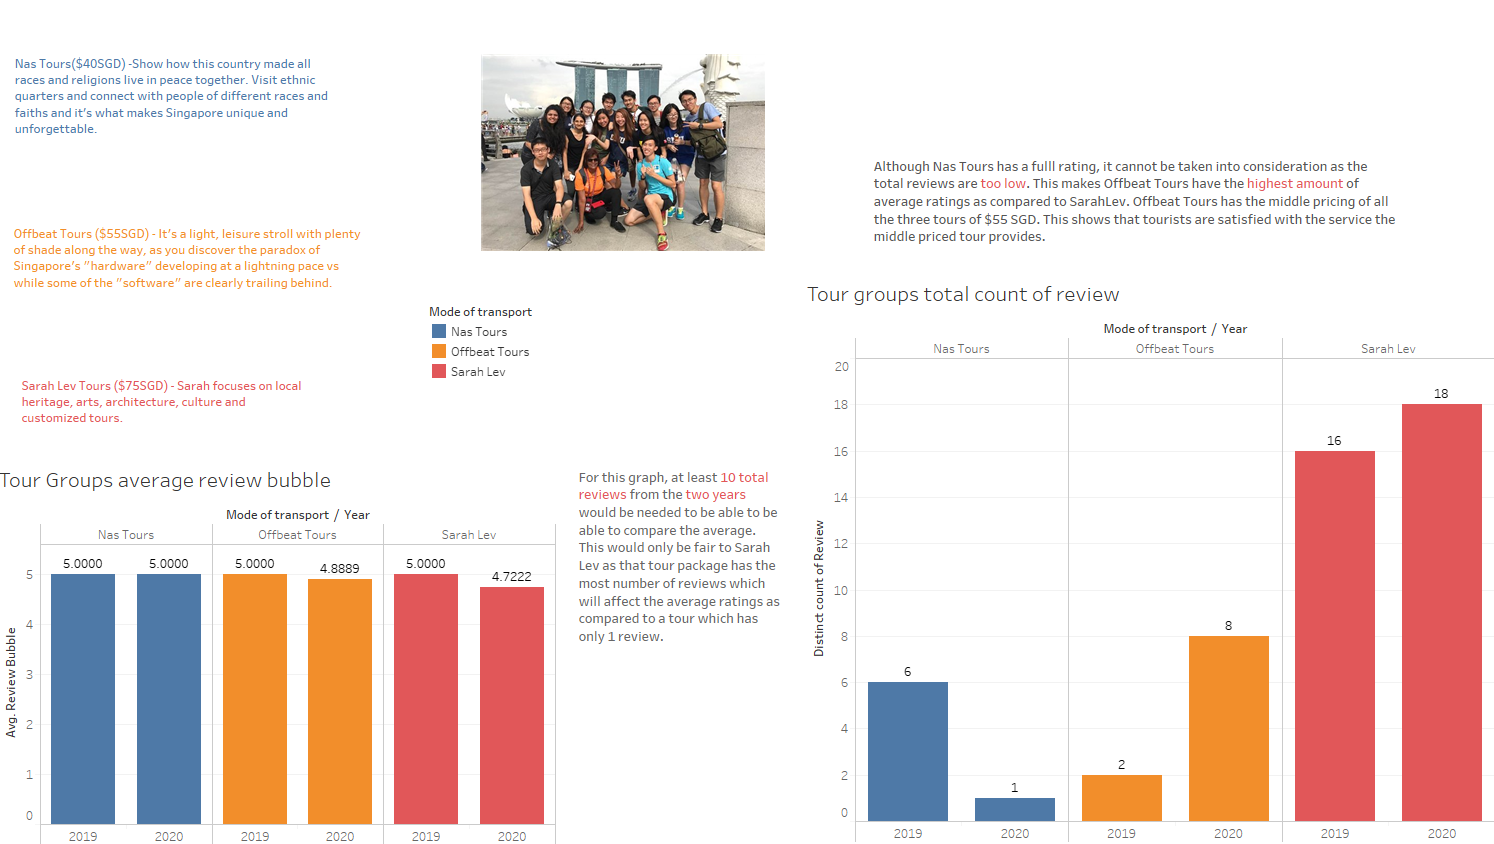 Nas Tours($40SGD) -Show how this country made all
races and religions live in peace together. Visit ethnic
quarters and connect with people of different races and
faiths and it's what makes Singapore unique and
unforgettable.
Offbeat Tours ($55SGD) - It's a light, leisure stroll with plenty
of shade along the way, as you discover the paradox of
Singapore's "hardware" developing at a lightning pace vs
while some of the "software" are clearly trailing behind.
Sarah Lev Tours ($75SGD) - Sarah focuses on local
heritage, arts, architecture, culture and
customized tours.
Mode of transport
Nas Tours
Offbeat Tours
Sarah Lev
Although Nas Tours has a fulll rating, it cannot be taken into consideration as the
total reviews are too low. This makes Offbeat Tours have the highest amount of
average ratings as compared to SarahLev. Offbeat Tours has the middle pricing of all
the three tours of $55 SGD. This shows that tourists are satisfied with the service the
middle priced tour provides.
Tour Groups average review bubble
Mode of transport / Year
Nas Tours Offbeat Tours Sarah Lev
5.0000 5.0000 5.0000 4.8889 5.0000 4.7222
Avg. Review Bubble
5
4
3
2
1
0
2019 2020 2019 2020 2019 2020
For this graph, at least 10 total
reviews from the two years
would be needed to be able to be
able to compare the average.
This would only be fair to Sarah
Lev as that tour package has the
most number of reviews which
will affect the average ratings as
compared to a tour which has
only 1 review.
Tour groups total count of review
Mode of transport / Year
Nas Tours Offbeat Tours Sarah Lev
Distinct count of Review
20
18
16
14
12
10
8
6
4
2
0
6 1 2 8 16 18
2019 2020 2019 2020 2019 2020